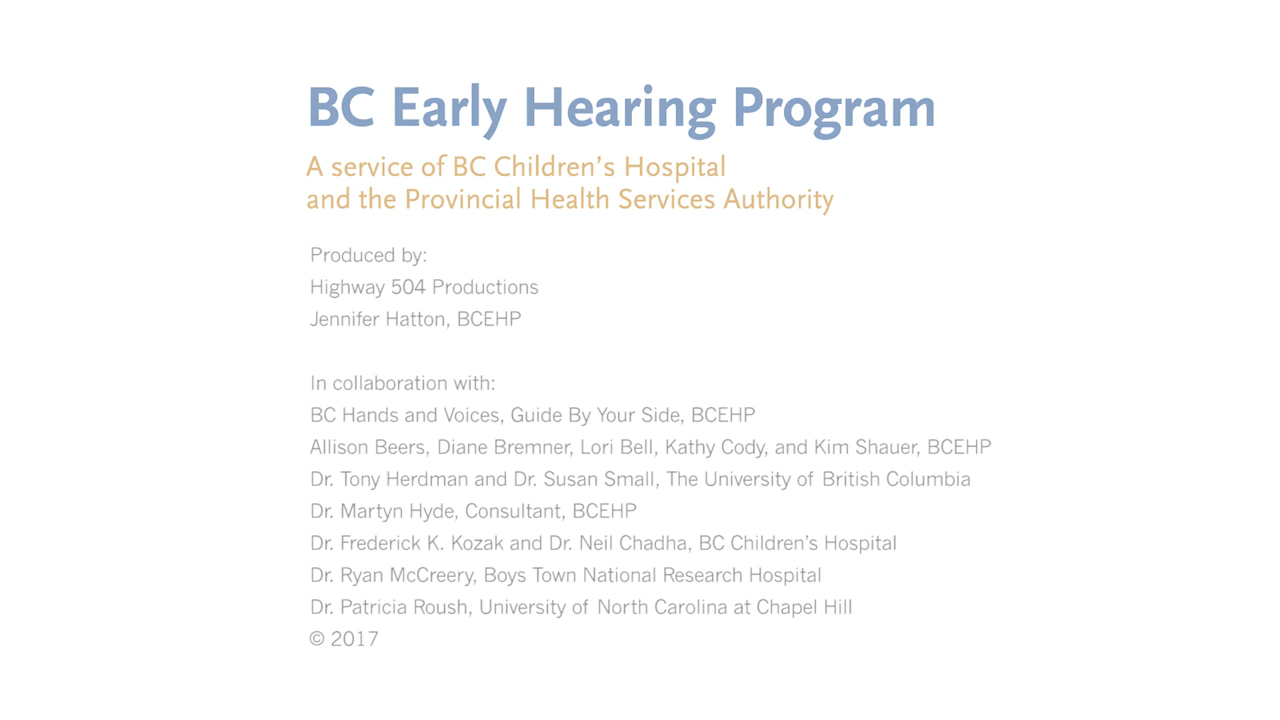 BC Early Hearing Program
A service of BC Children's Hospital
and the Provincial Health Services Authority
Produced by:
Highway 504 Productions
Jennifer Hatton, BCEHP
In collaboration with:
BC Hands and Voices, Guide By Your Side, BCEHP
Allison Beers, Diane Bremner, Lori Bell, Kathy Cody, and Kim Shauer, BCEHP
Dr. Tony Herdman and Dr. Susan Small, The University of British Columbia
Dr. Martyn Hyde, Consultant, BCEHP
Dr. Frederick K. Kozak and Dr. Neil Chadha, BC Children's Hospital
Dr. Ryan McCreery, Boys Town National Research Hospital
Dr. Patricia Roush, University of North Carolina at Chapel Hill
© 2017